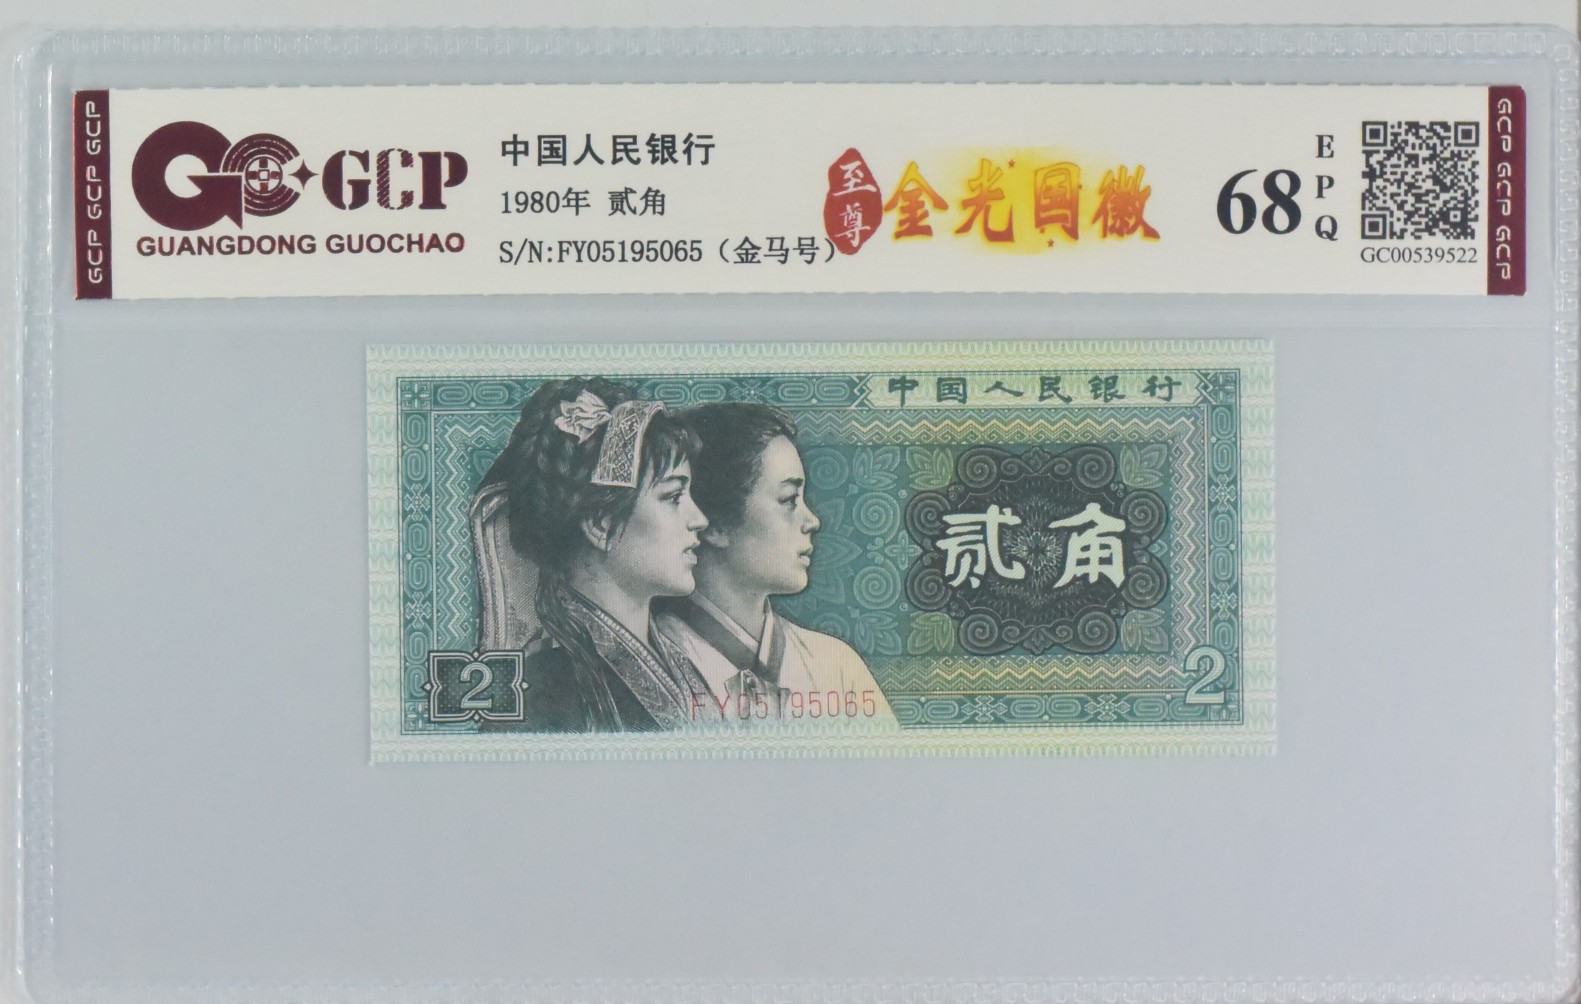 GCP GCP GCP
GCP
GUANGDONG GUOCHAO
中国人民银行
1980年 贰角
S/N:FY05195065（金马号）
至尊
金光国徽
68
EPQ
GC00539522
GCP GCP GCP
中国人民银行
贰角
2
2
FY05195065